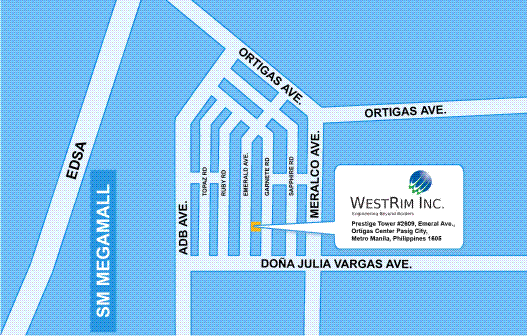 ORTIGAS AVE.
ORTIGAS AVE.
EDSA
SM MEGAMALL
ADB AVE.
TOPAZ RD
RUBY RD
EMERALD AVE.
GARNETE RD
SAPPHIRE RD
MERALCO AVE.
WESTRIM INC.
Engineering Beyond Borders
Prestige Tower #2609, Emeral Ave.,
Ortigas Center Pasig City,
Metro Manila, Philippines 1605
DOÑA JULIA VARGAS AVE.